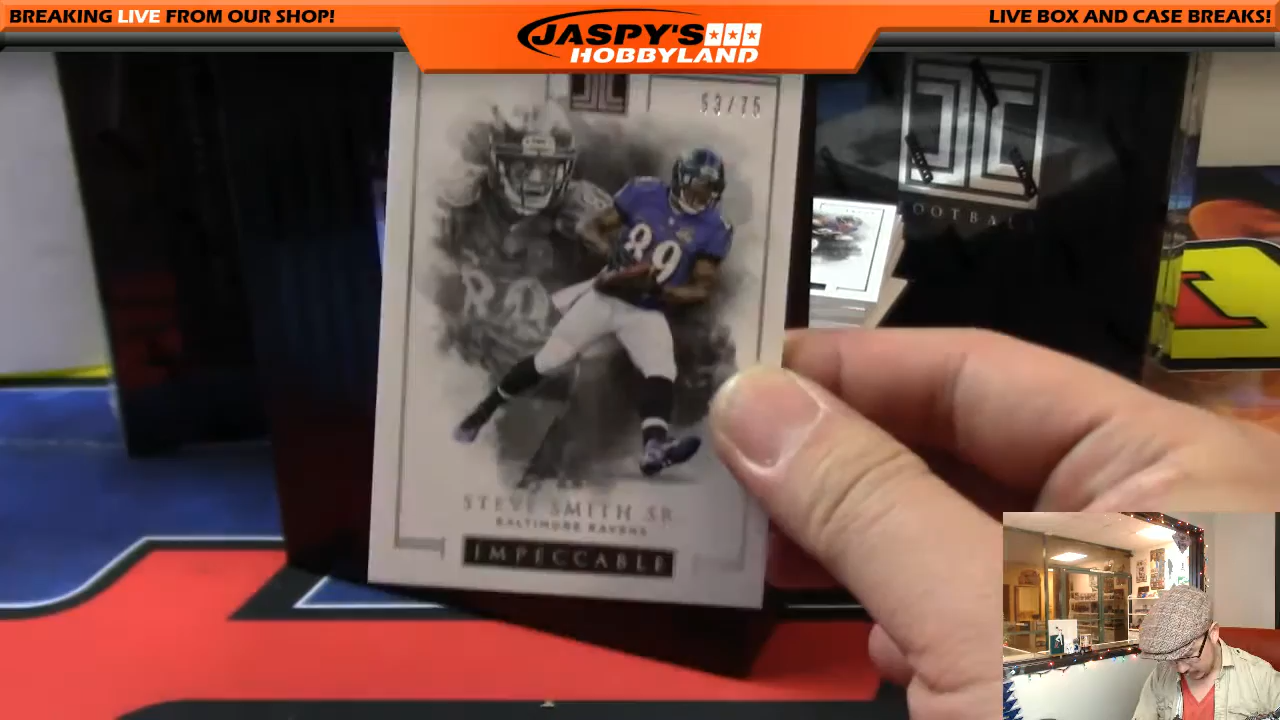 BREAKING LIVE FROM OUR SHOP!
JASPY'S
HOBBYLAND
LIVE BOX AND CASE BREAKS!
53/75
89
STEVE SMITH SR
BALTIMORE RAVENS
IMPECCABLE